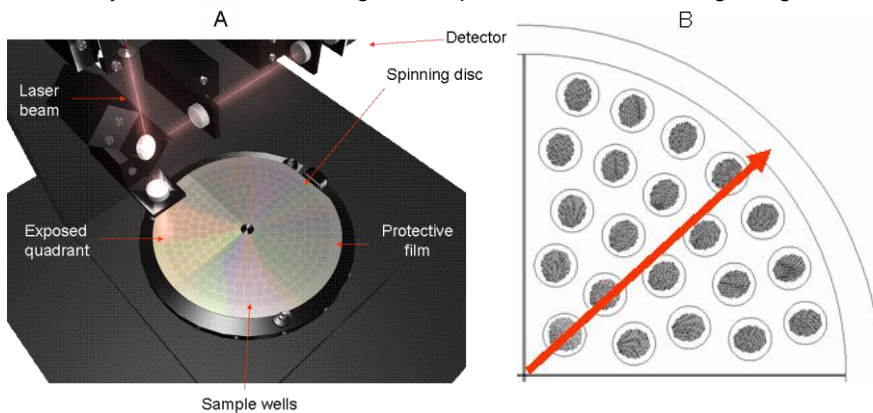 A
B
Detector
Spinning disc
Laser
beam
Exposed
quadrant
Protective
film
Sample wells